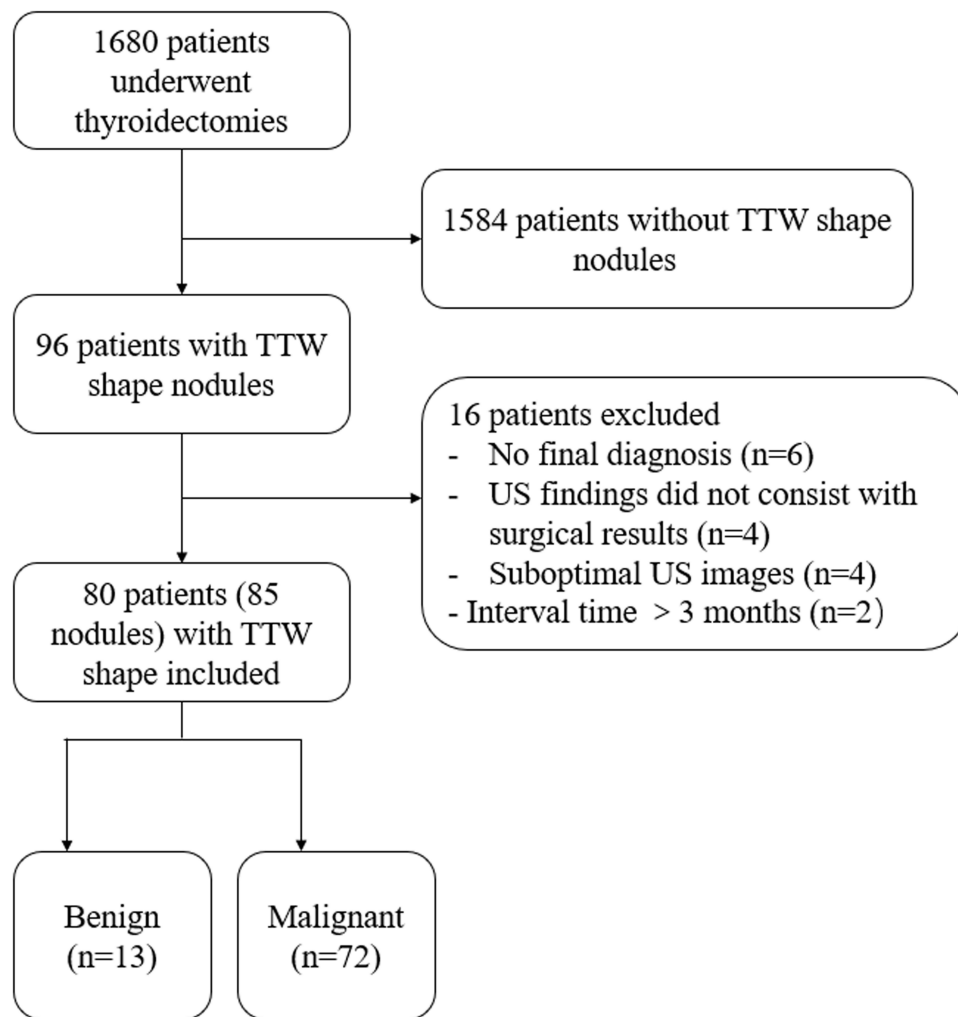 1680 patients
underwent
thyroidectomies
1584 patients without TTW shape
nodules
96 patients with TTW
shape nodules
16 patients excluded
- No final diagnosis (n=6)
- US findings did not consist with
surgical results (n=4)
- Suboptimal US images (n=4)
- Interval time > 3 months (n=2)
80 patients (85
nodules) with TTW
shape included
Benign
(n=13)
Malignant
(n=72)